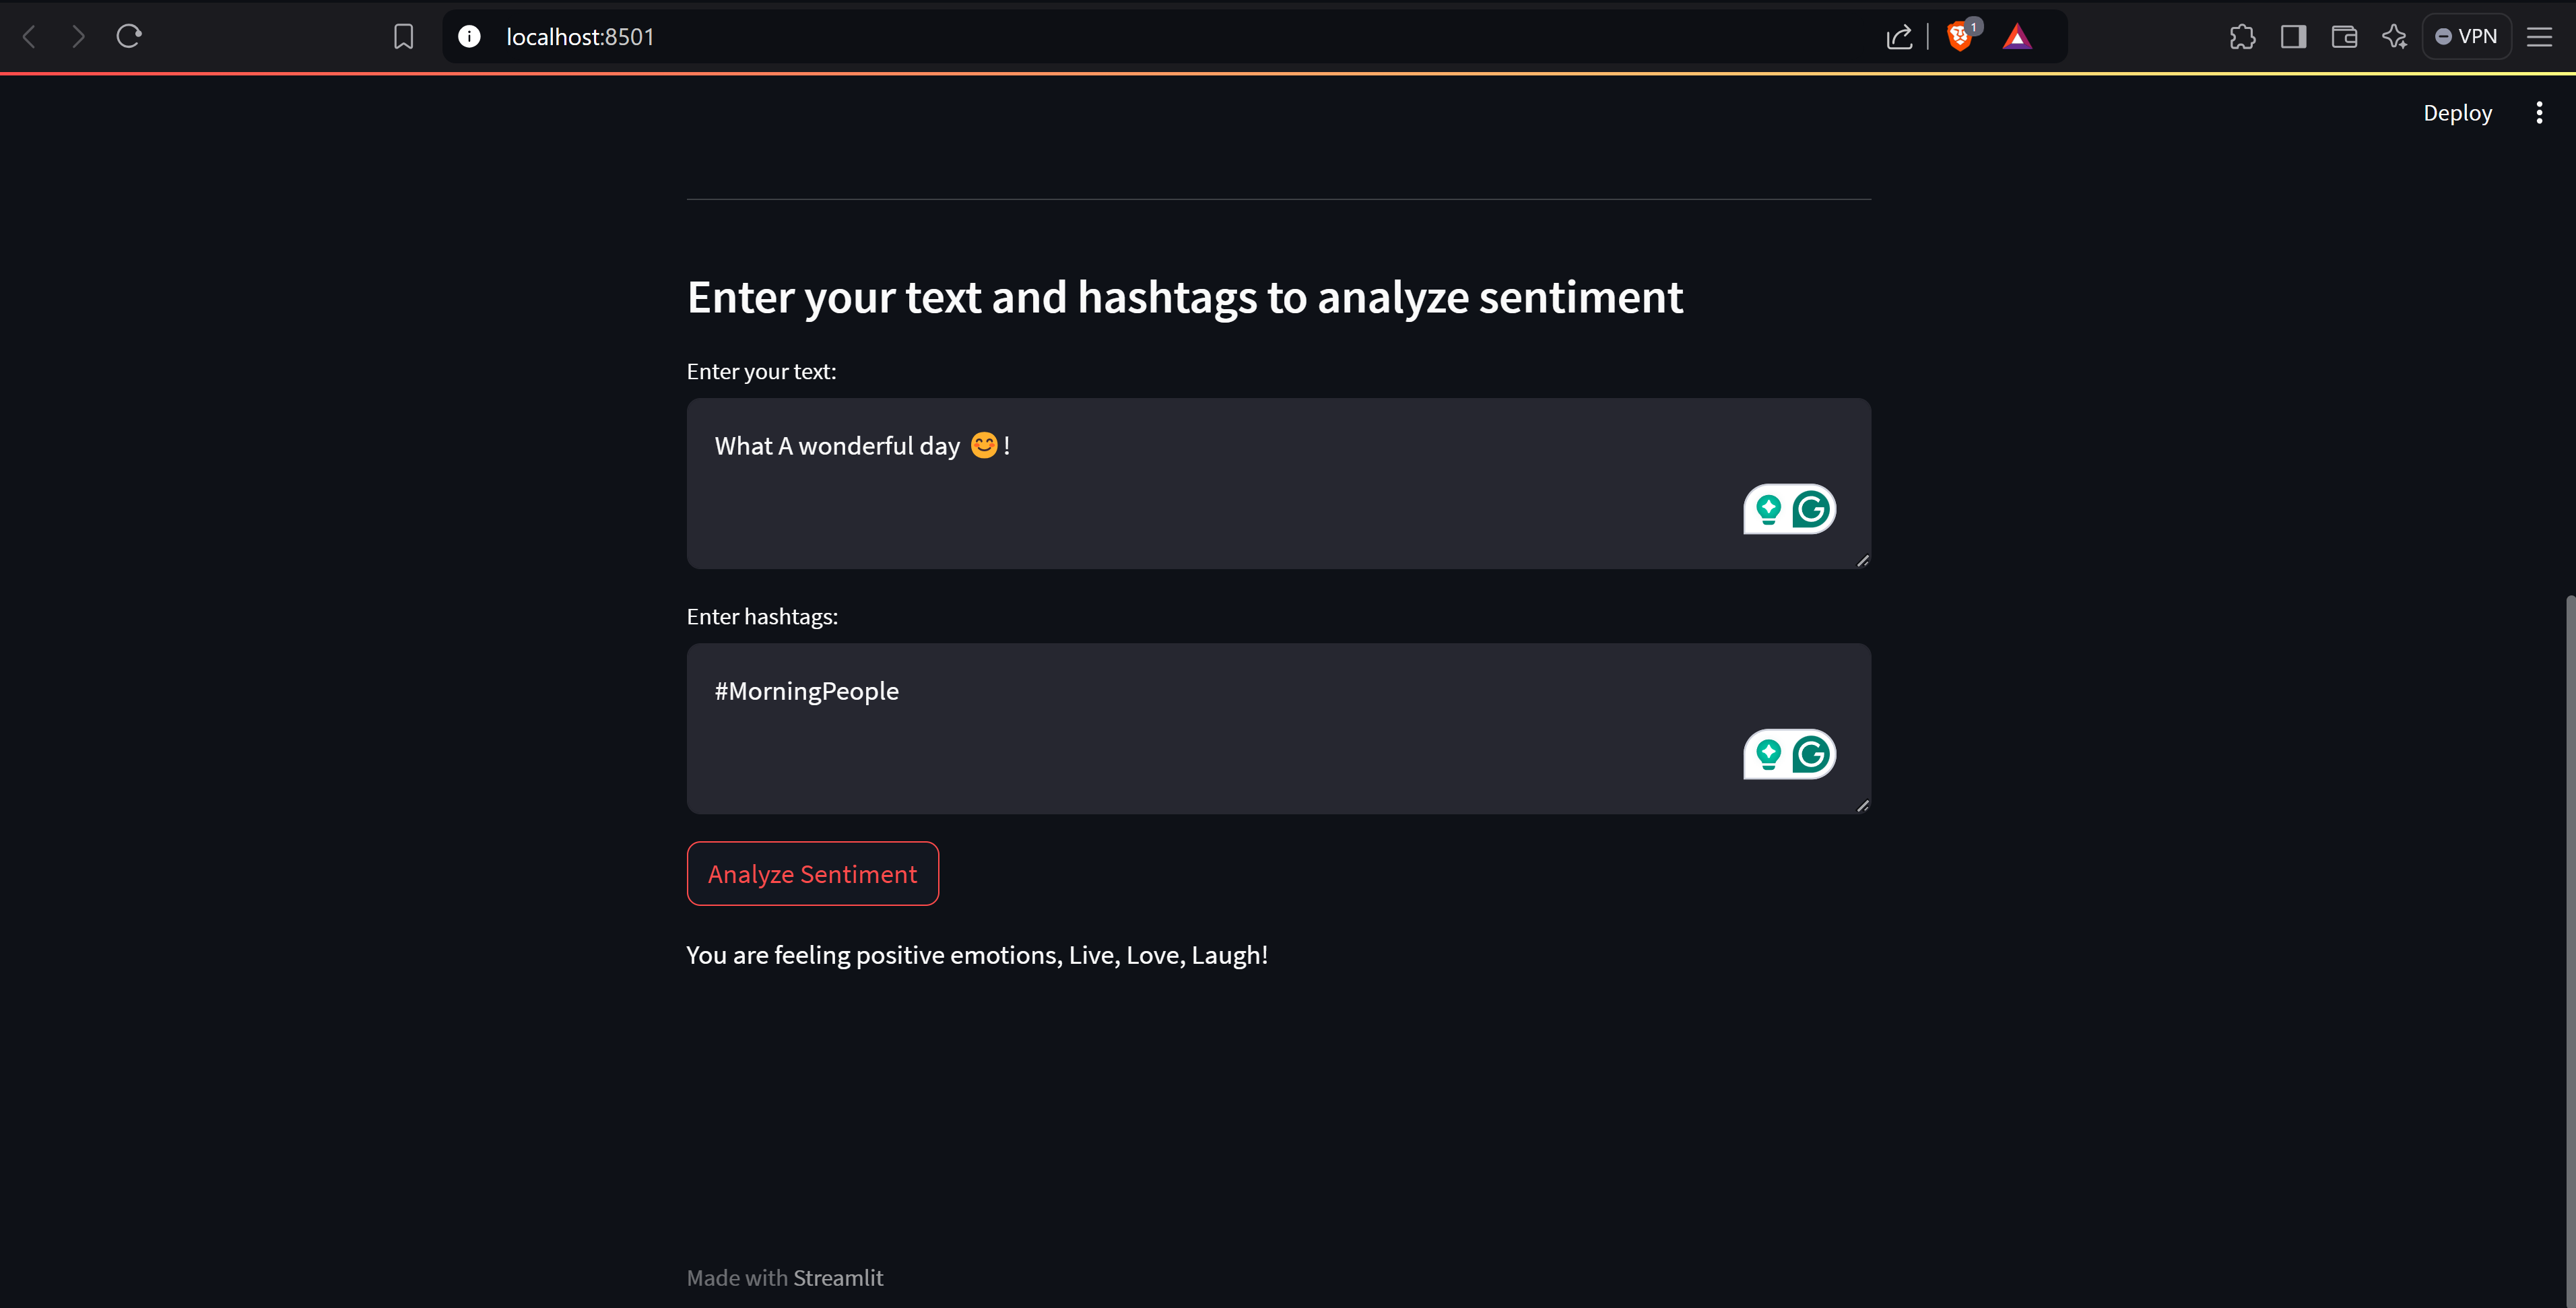 localhost:8501
1
VPN
Deploy
Enter your text and hashtags to analyze sentiment
Enter your text:
What A wonderful day 😊!
Enter hashtags:
#MorningPeople
Analyze Sentiment
You are feeling positive emotions, Live, Love, Laugh!
Made with Streamlit